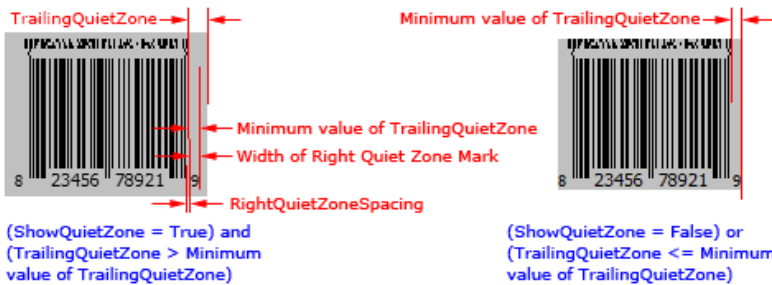 TrailingQuietZone
Minimum value of TrailingQuietZone
Minimum value of TrailingQuietZone
Width of Right Quiet Zone Mark
8 23456 78921 9
8 23456 78921 9
RightQuietZoneSpacing
(ShowQuietZone = True) and
(TrailingQuietZone > Minimum
value of TrailingQuietZone)
(ShowQuietZone = False) or
(TrailingQuietZone <= Minimum
value of TrailingQuietZone)